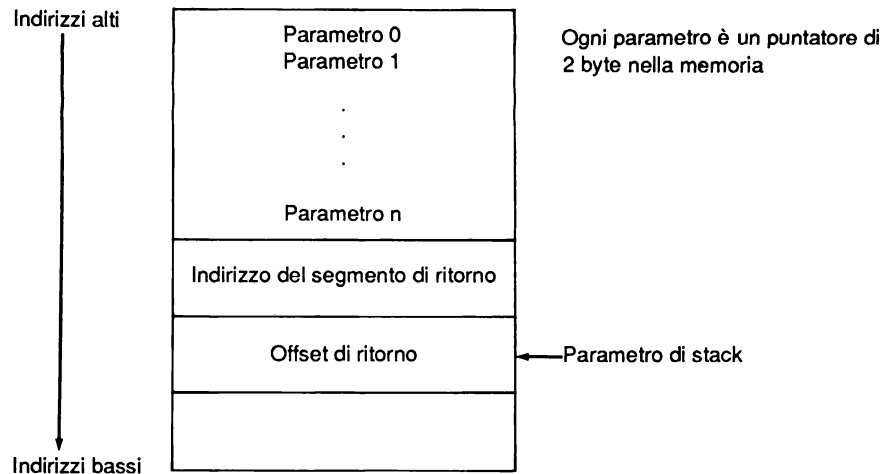 Indirizzi alti
Parametro 0
Parametro 1
.
.
.
Parametro n
Ogni parametro è un puntatore di
2 byte nella memoria
Indirizzo del segmento di ritorno
Offset di ritorno
Parametro di stack
Indirizzi bassi